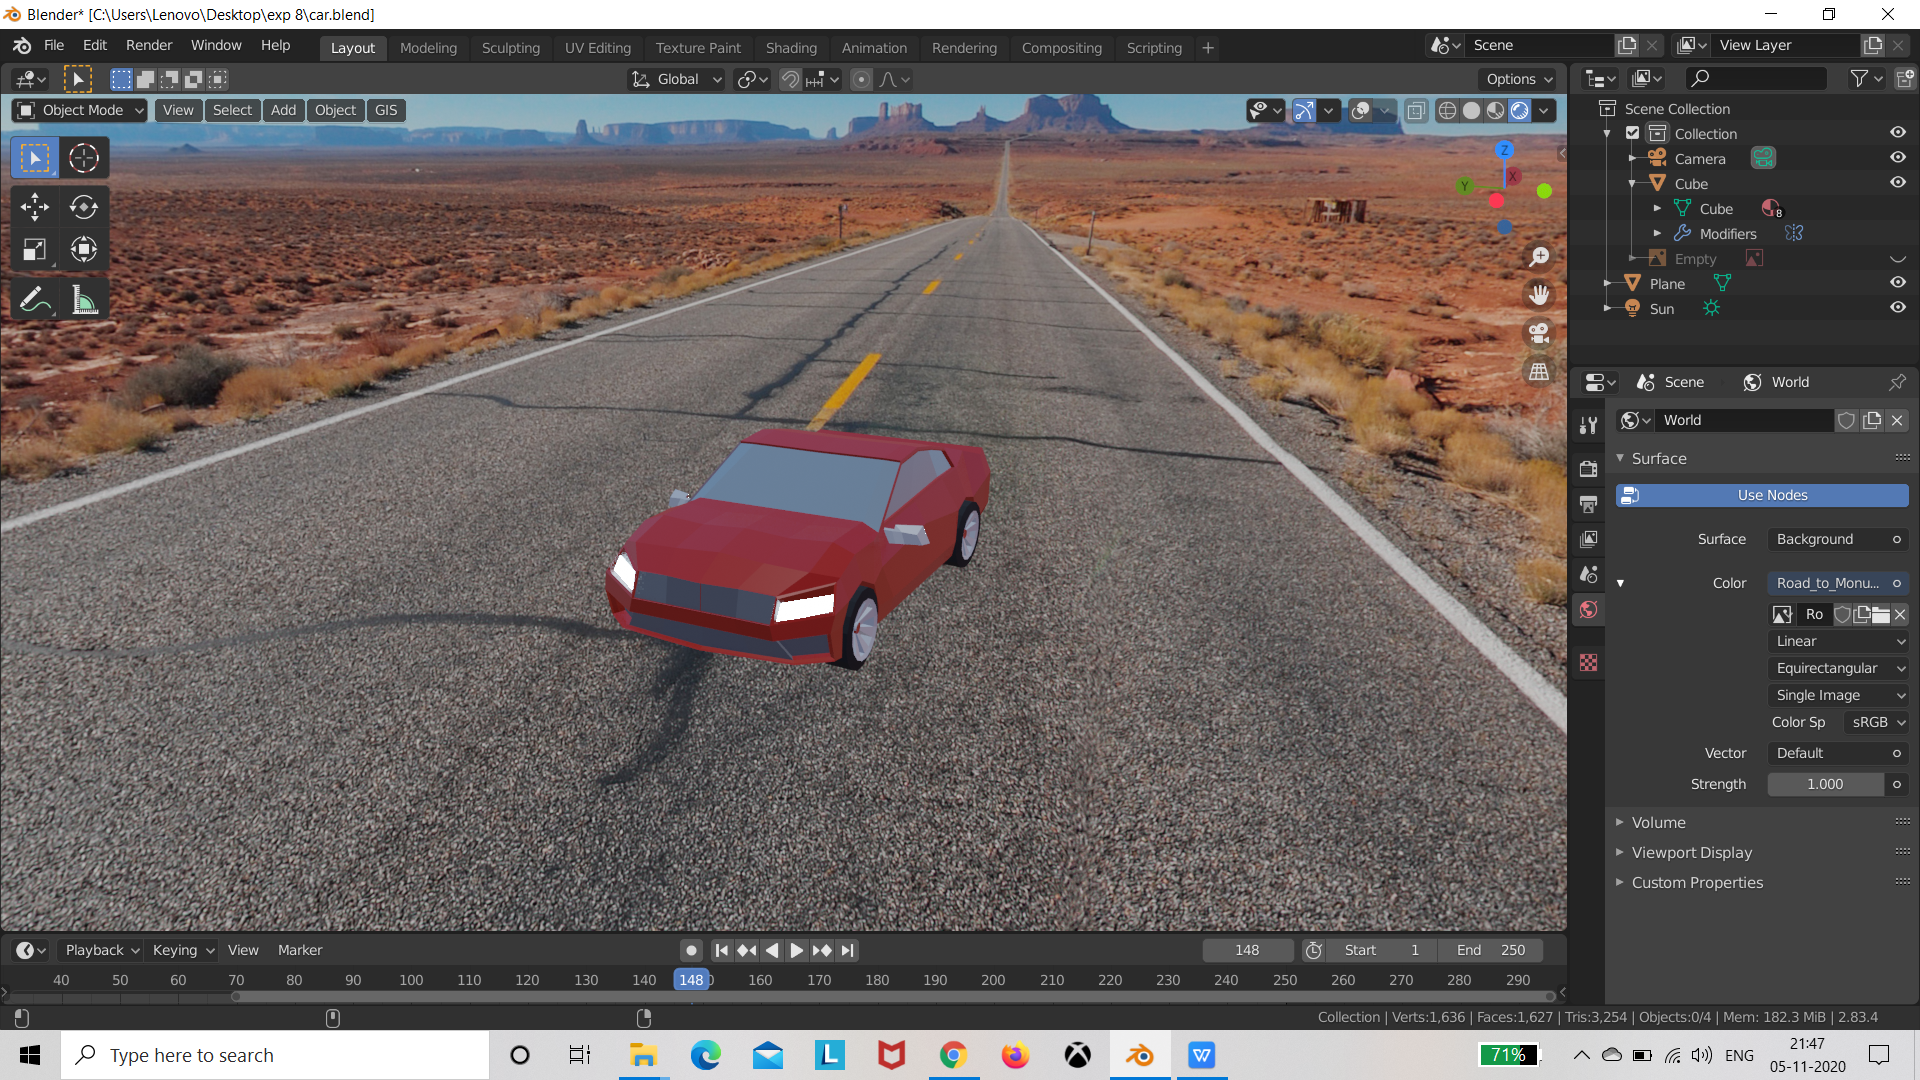 Blender* [C:\Users\Lenovo\Desktop\exp 8\car.blend]
File Edit Render Window Help
Layout Modeling Sculpting UV Editing Texture Paint Shading Animation Rendering Compositing Scripting +
Scene
View Layer
Global
Options
Object Mode View Select Add Object GIS
Z
Y
X
Scene Collection
Collection
Camera
Cube
Cube 8
Modifiers
Empty
Plane
Sun
Scene World
World
Surface
Use Nodes
Surface Background
Color Road_to_Monu...
Ro
Linear
Equirectangular
Single Image
Color Sp sRGB
Vector Default
Strength 1.000
Volume
Viewport Display
Custom Properties
Playback Keying View Marker
148 Start 1 End 250
40 50 60 70 80 90 100 110 120 130 140 148 160 170 180 190 200 210 220 230 240 250 260 270 280 290
Collection | Verts:1,636 | Faces:1,627 | Tris:3,254 | Objects:0/4 | Mem: 182.3 MiB | 2.83.4
Type here to search
L
W
71%
ENG
21:47
05-11-2020